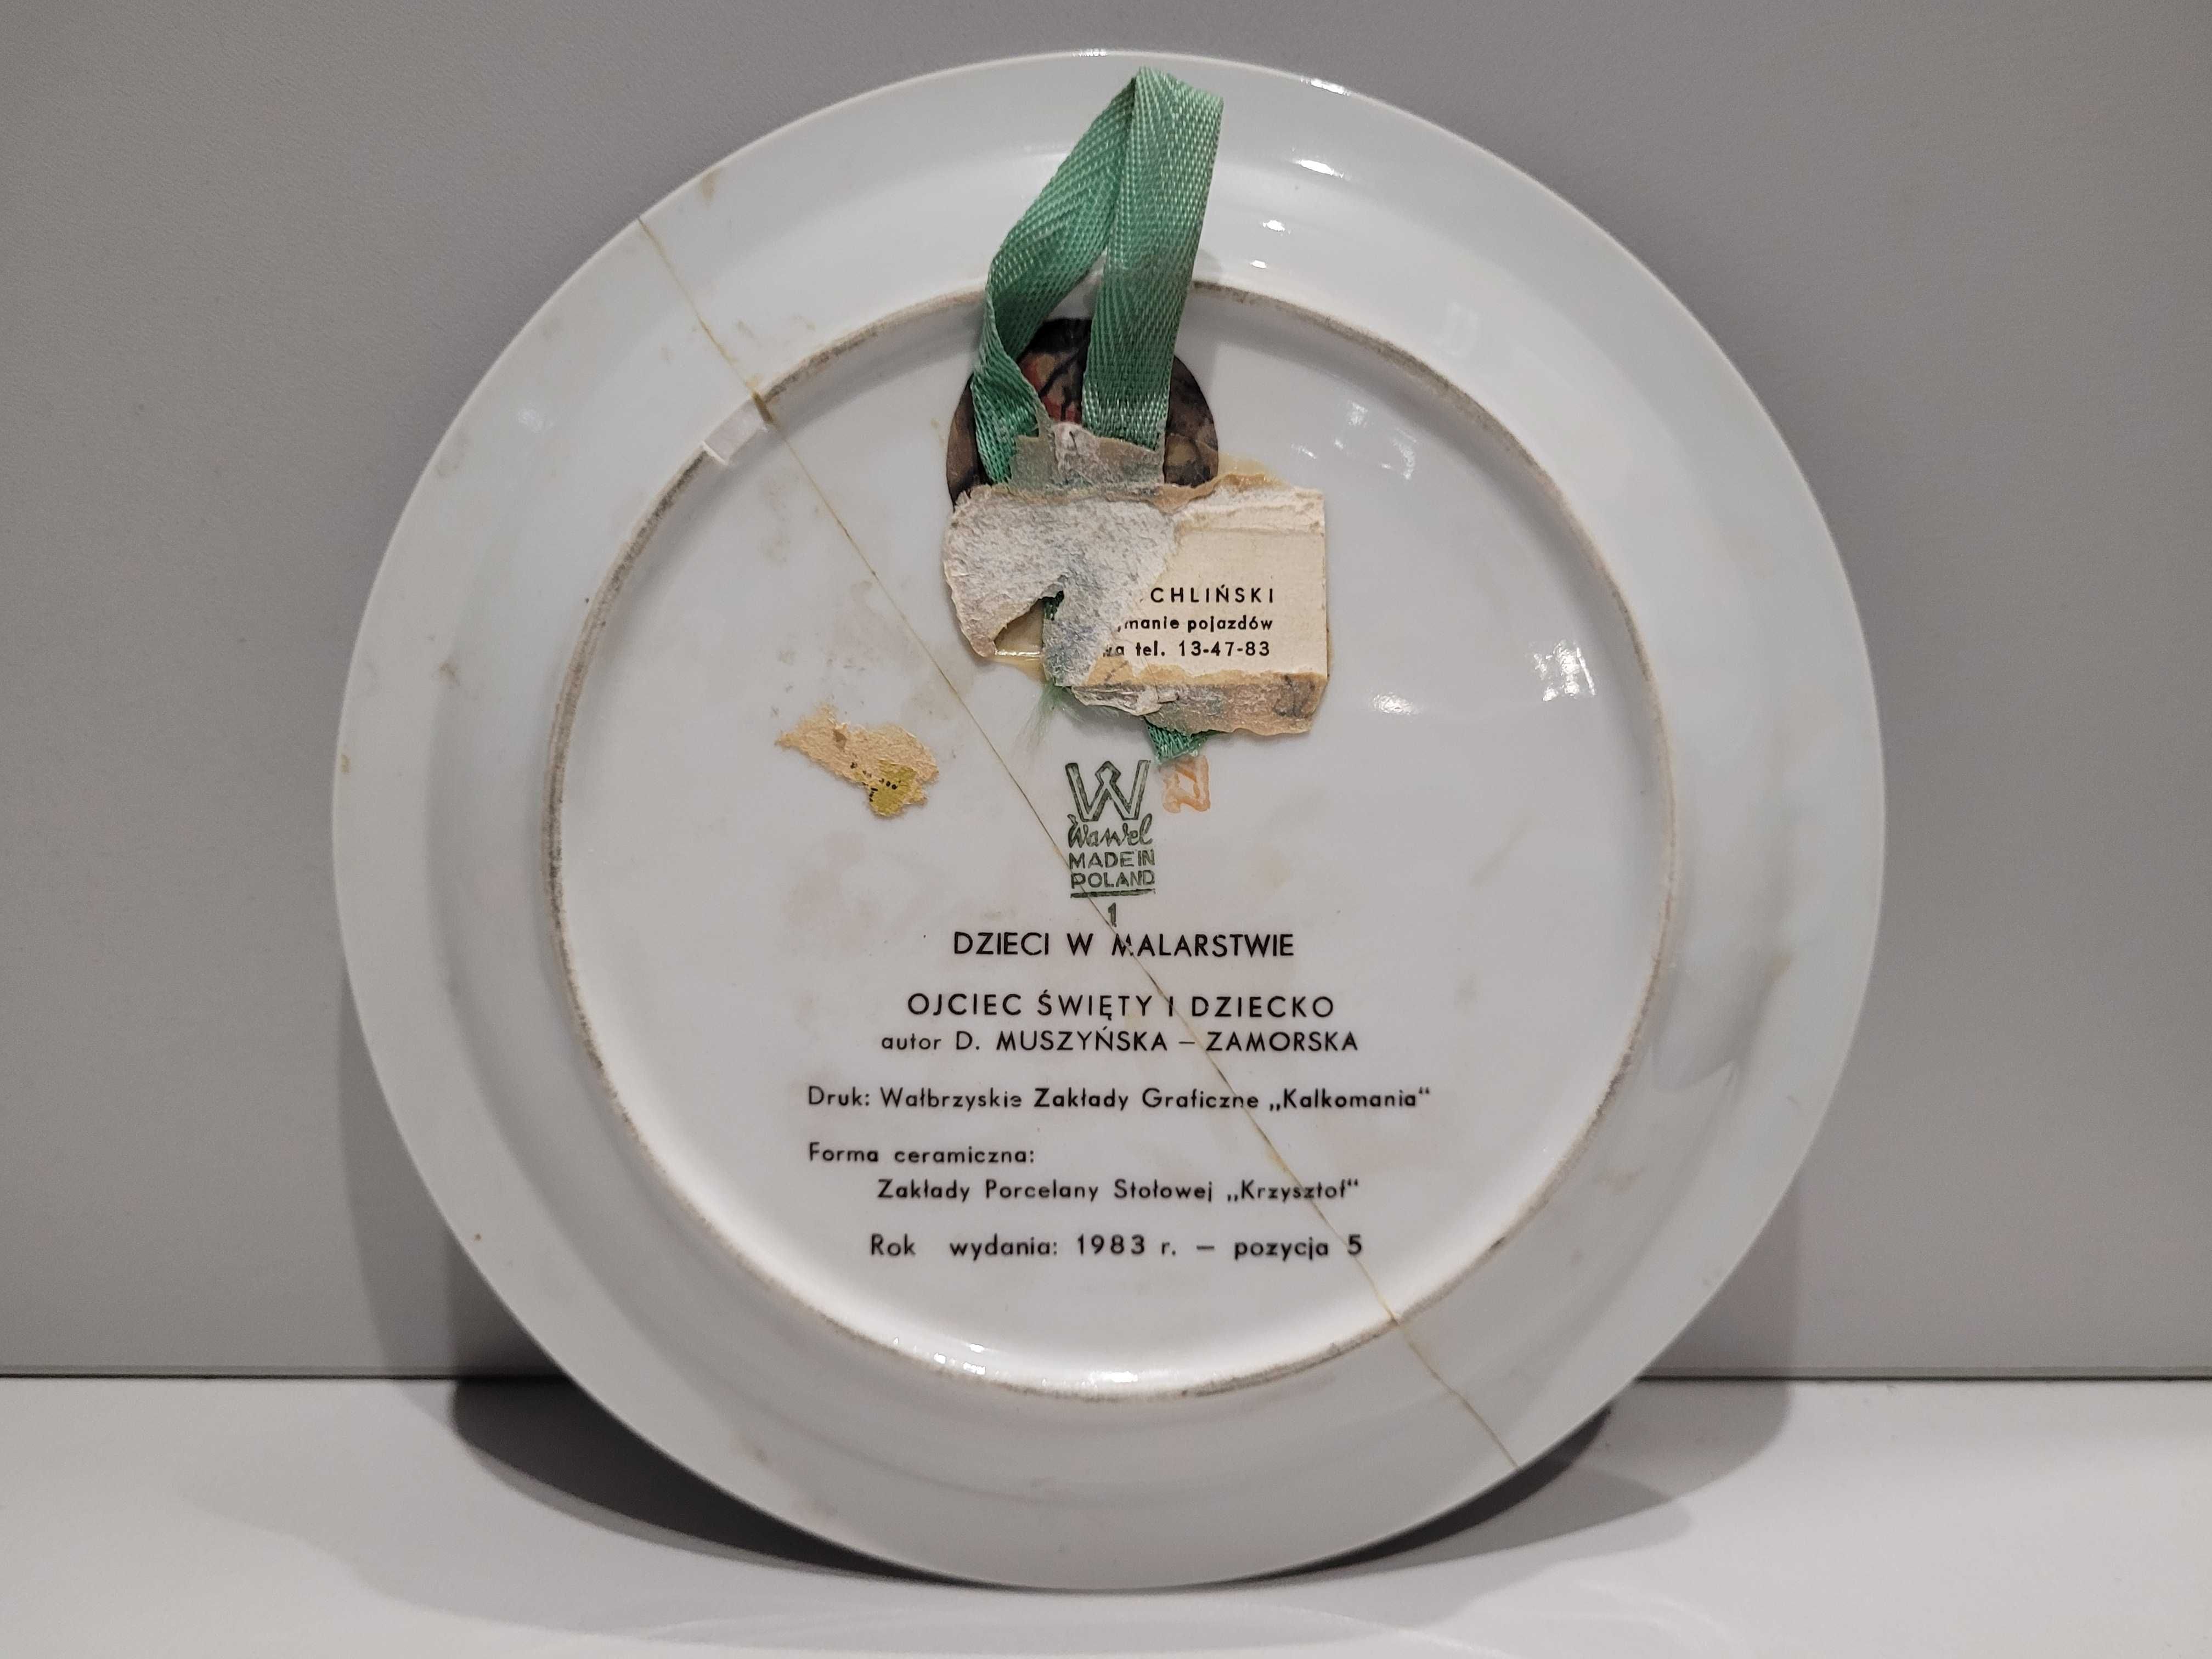 CHLIŃSKI
pojazdów
tel. 13-47-83
W
Wawel
MADE IN
POLAND
1
DZIECI W MALARSTWIE
OJCIEC ŚWIĘTY I DZIECKO
autor D. MUSZYŃSKA – ZAMORSKA
Druk: Wałbrzyskie Zakłady Graficzne „Kalkomania“
Forma ceramiczna:
Zakłady Porcelany Stołowej „Krzysztof“
Rok wydania: 1983 r. – pozycja 5